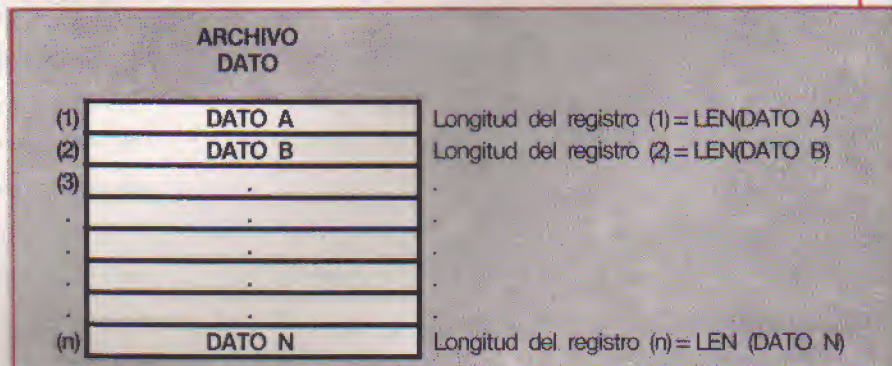 ARCHIVO
DATO
(1) DATO A Longitud del registro (1)=LEN(DATO A)
(2) DATO B Longitud del registro (2)=LEN(DATO B)
(3) . .
. . .
. . .
. . .
. . .
(n) DATO N Longitud del registro (n)=LEN (DATO N)